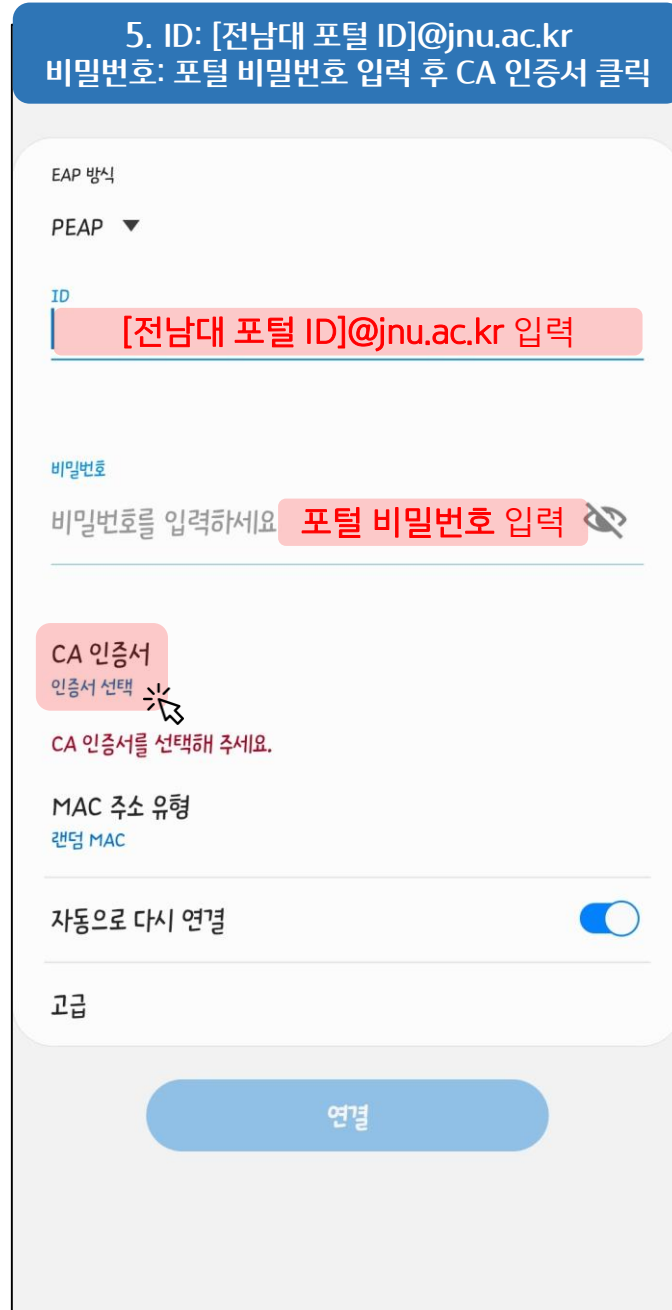 5. ID: [전남대 포털 ID]@jnu.ac.kr
비밀번호: 포털 비밀번호 입력 후 CA 인증서 클릭
EAP 방식
PEAP
ID
[전남대 포털 ID]@jnu.ac.kr 입력
비밀번호
비밀번호를 입력하세요 포털 비밀번호 입력
CA 인증서
인증서 선택
CA 인증서를 선택해 주세요.
MAC 주소 유형
랜덤 MAC
자동으로 다시 연결
고급
연결